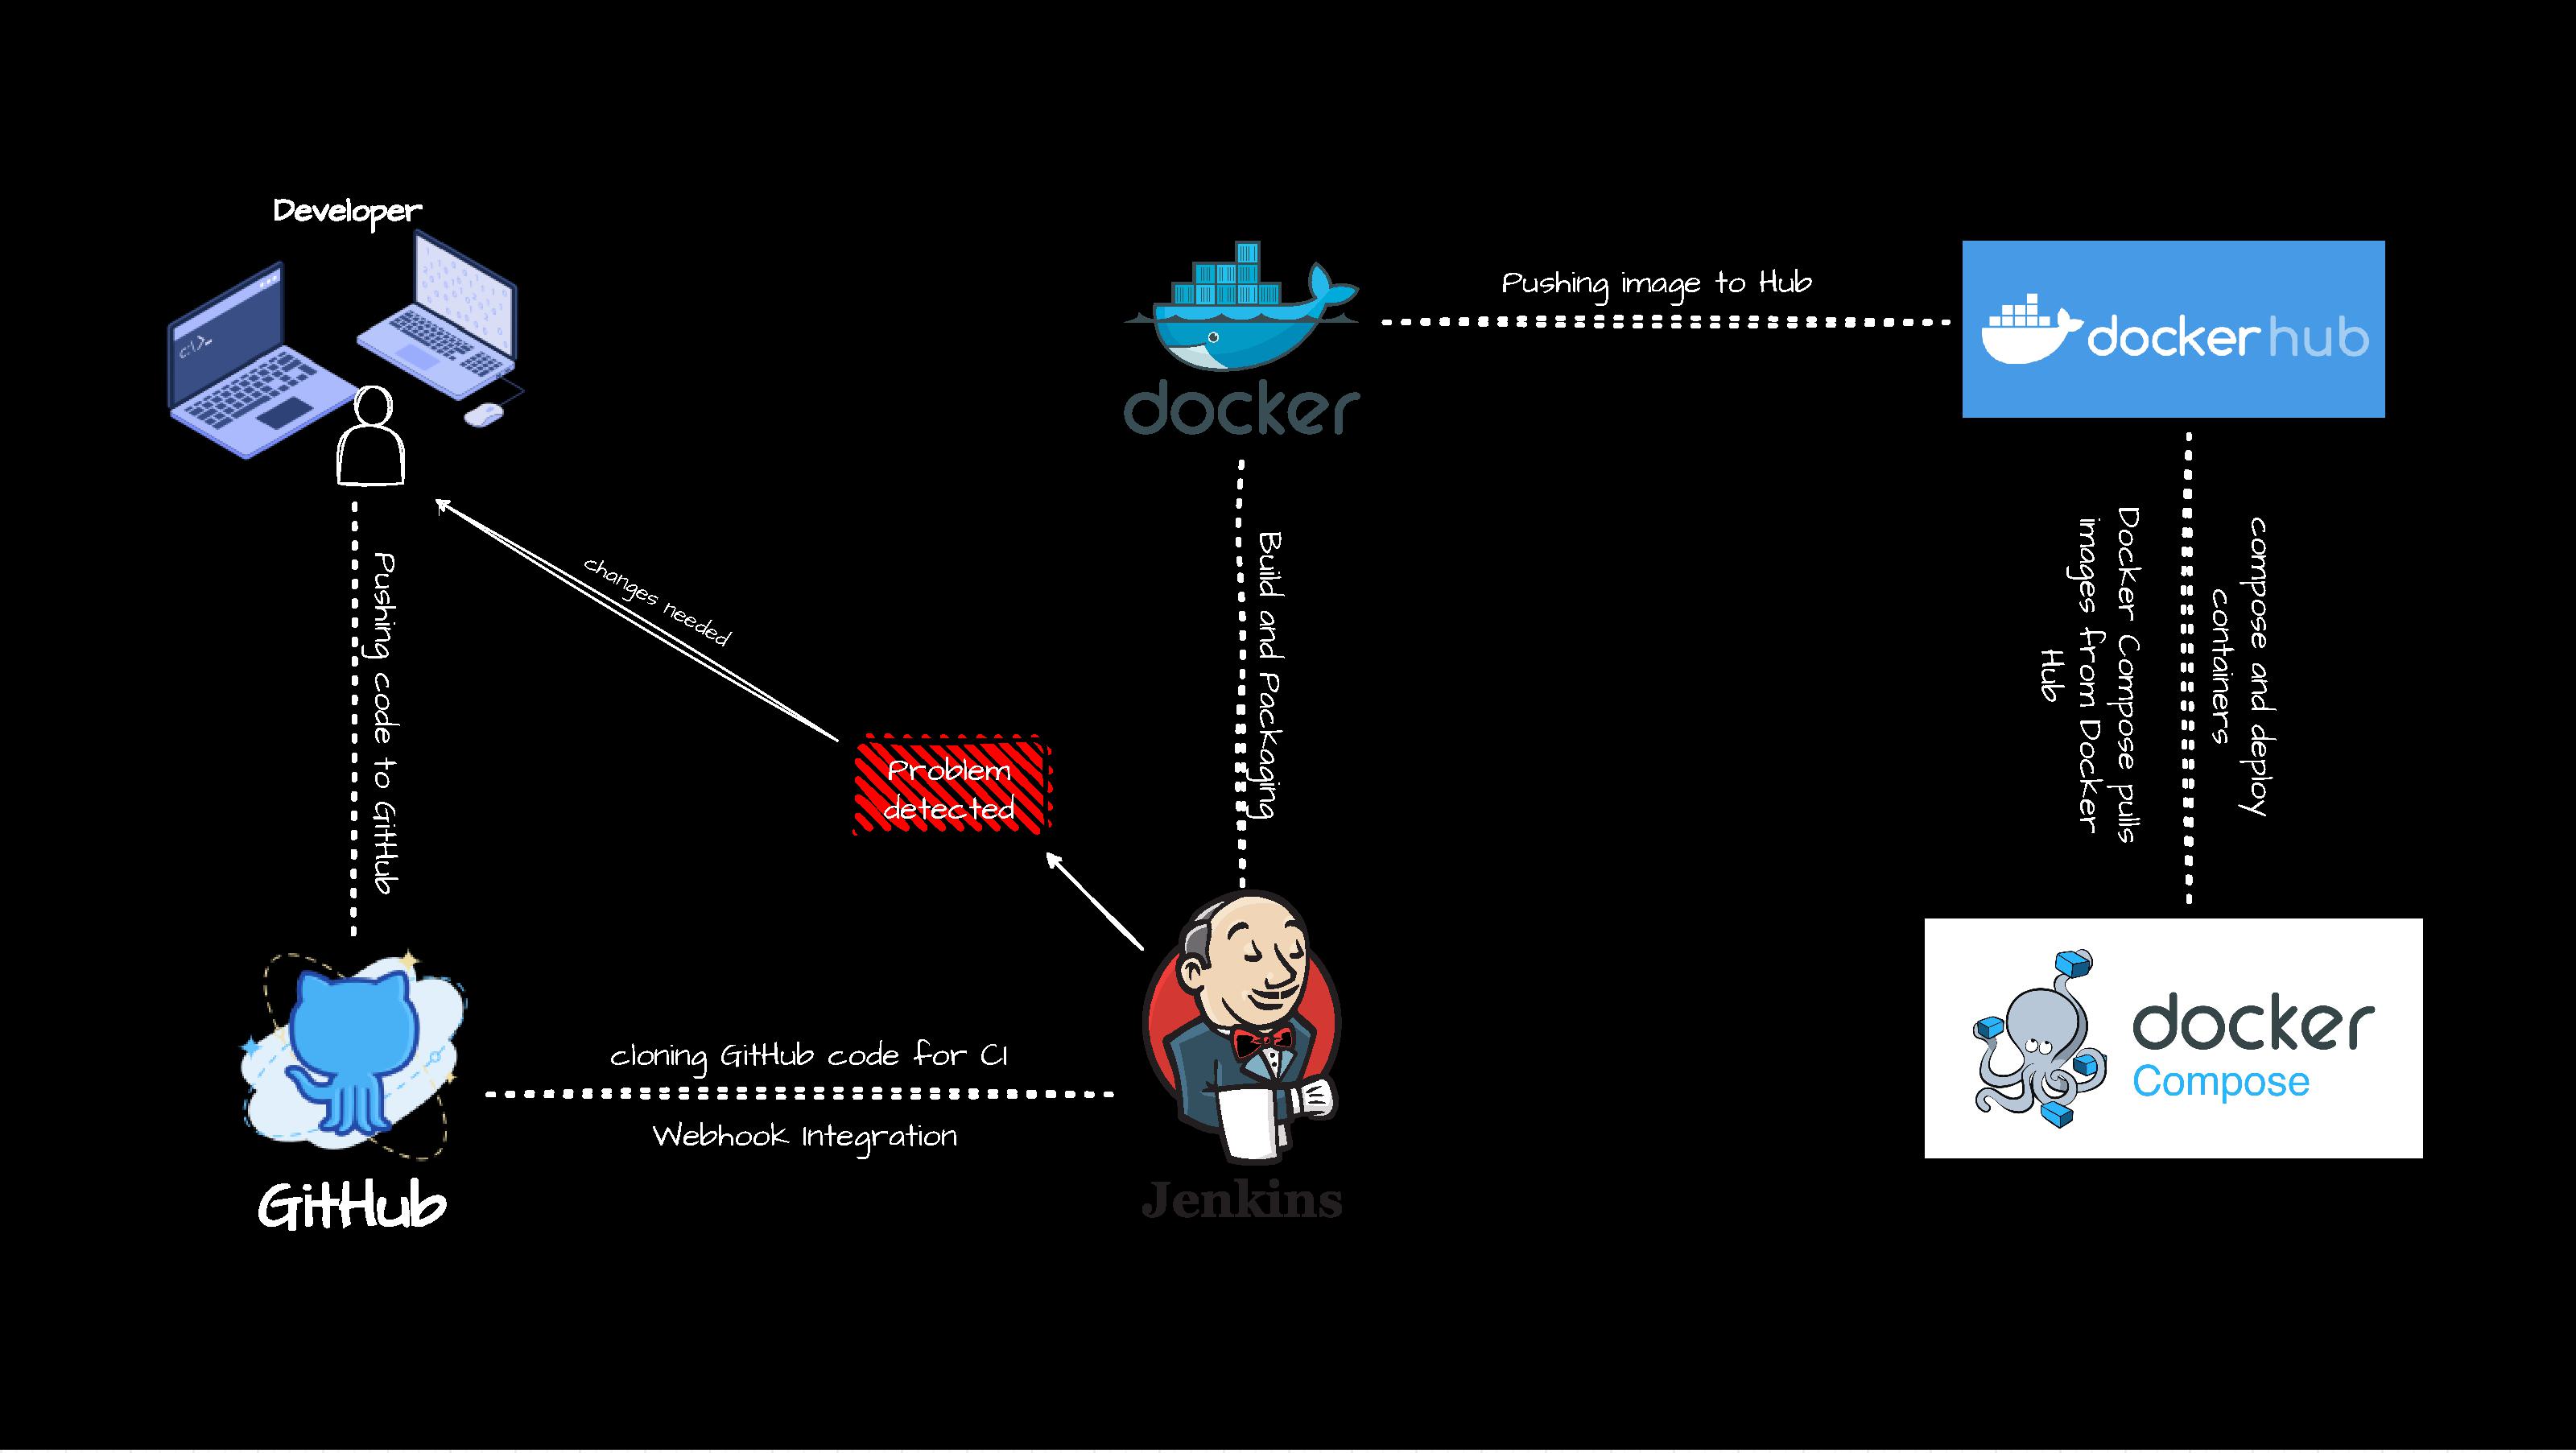 Developer
c:\>_
docker
Pushing image to Hub
docker hub
Pushing code to GitHub
changes needed
Problem
detected
Build and Packaging
Docker Compose pulls
images from Docker
Hub
compose and deploy
containers
GitHub
cloning GitHub code for CI
Webhook Integration
Jenkins
docker
Compose